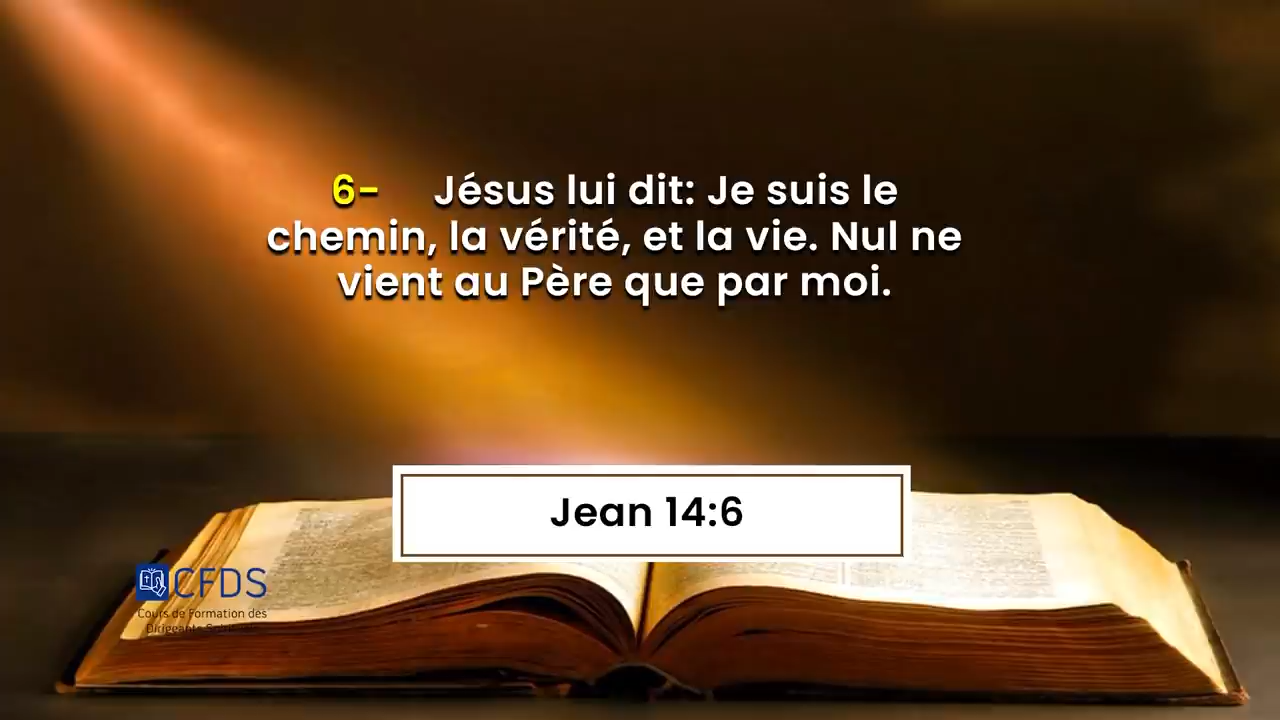 6- Jésus lui dit: Je suis le
chemin, la vérité, et la vie. Nul ne
vient au Père que par moi.
Jean 14:6
CFDS
Cours de Formation des
Dirigeants